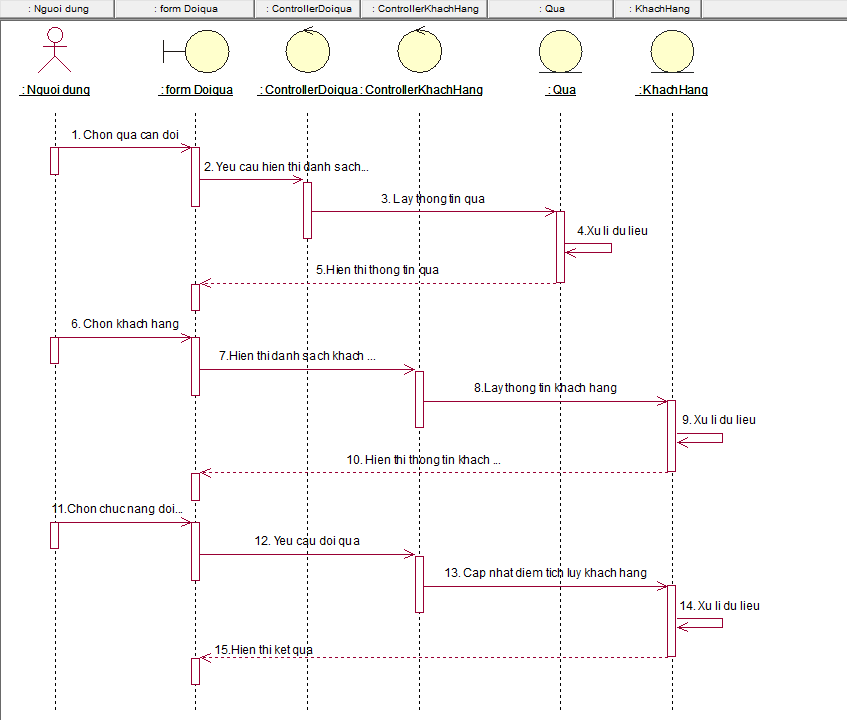 : Nguoi dung
: form Doiqua
: ControllerDoiqua
: ControllerKhachHang
: Qua
: KhachHang
: Nguoi dung
: form Doiqua
: ControllerDoiqua
: ControllerKhachHang
: Qua
: KhachHang
1. Chon qua can doi
2. Yeu cau hien thi danh sach...
3. Lay thong tin qua
4.Xu li du lieu
5.Hien thi thong tin qua
6. Chon khach hang
7.Hien thi danh sach khach ...
8.Lay thong tin khach hang
9. Xu li du lieu
10. Hien thi thong tin khach ...
11.Chon chuc nang doi...
12. Yeu cau doi qua
13. Cap nhat diem tich luy khach hang
14. Xu li du lieu
15.Hien thi ket qua